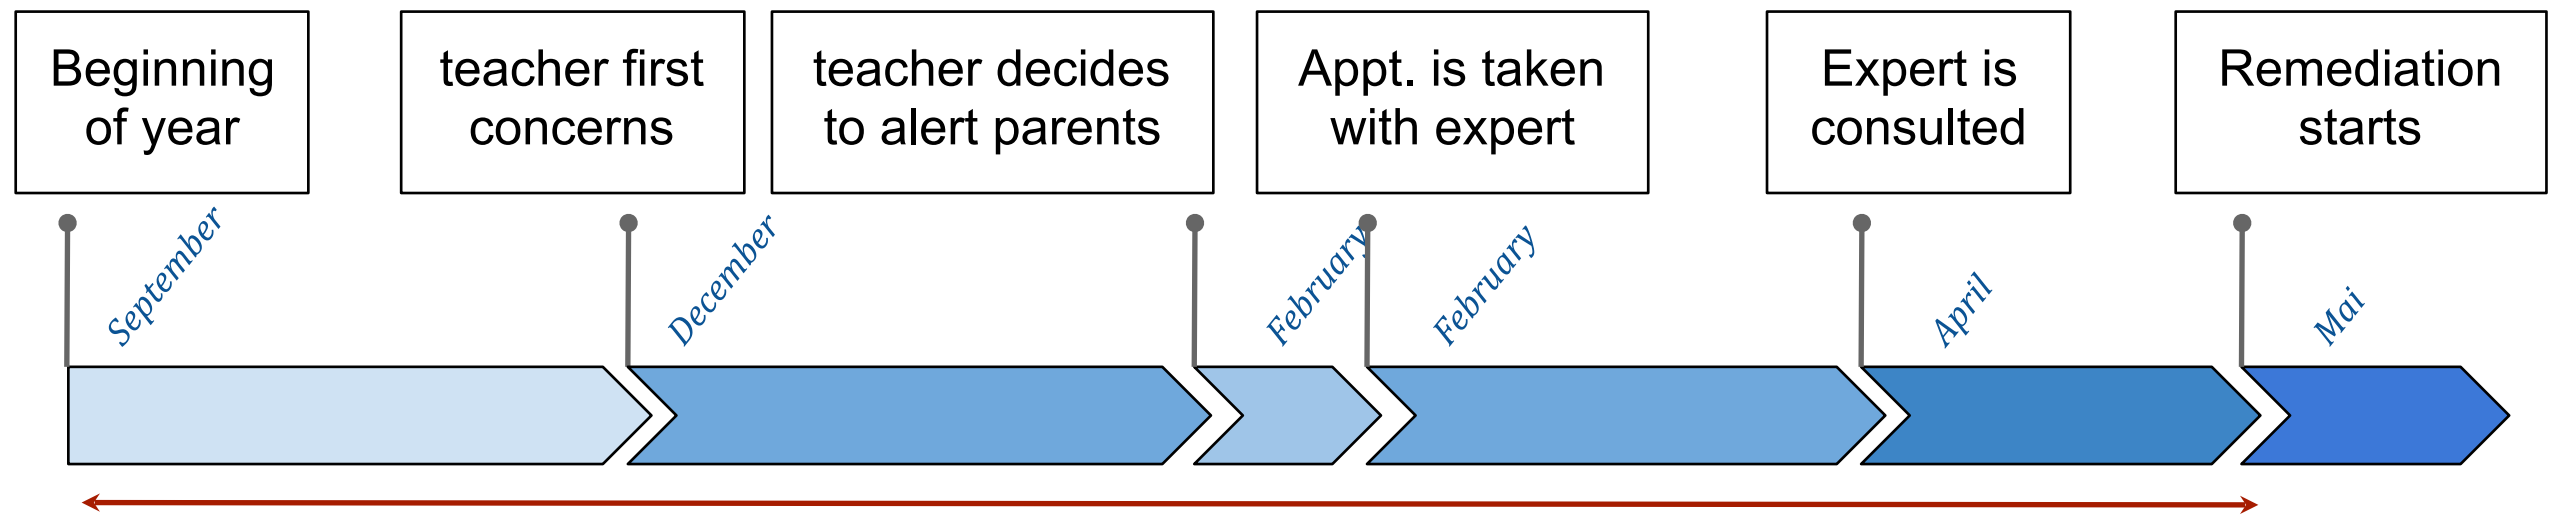 Beginning
of year
teacher first
concerns
teacher decides
to alert parents
Appt. is taken
with expert
Expert is
consulted
Remediation
starts
September
December
February
February
April
Mai